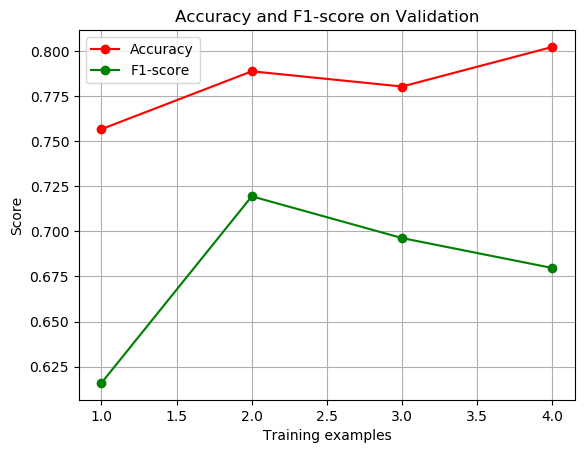 Accuracy and F1-score on Validation
Accuracy
F1-score
0.800
0.775
0.750
0.725
0.700
0.675
0.650
0.625
Score
1.0 1.5 2.0 2.5 3.0 3.5 4.0
Training examples